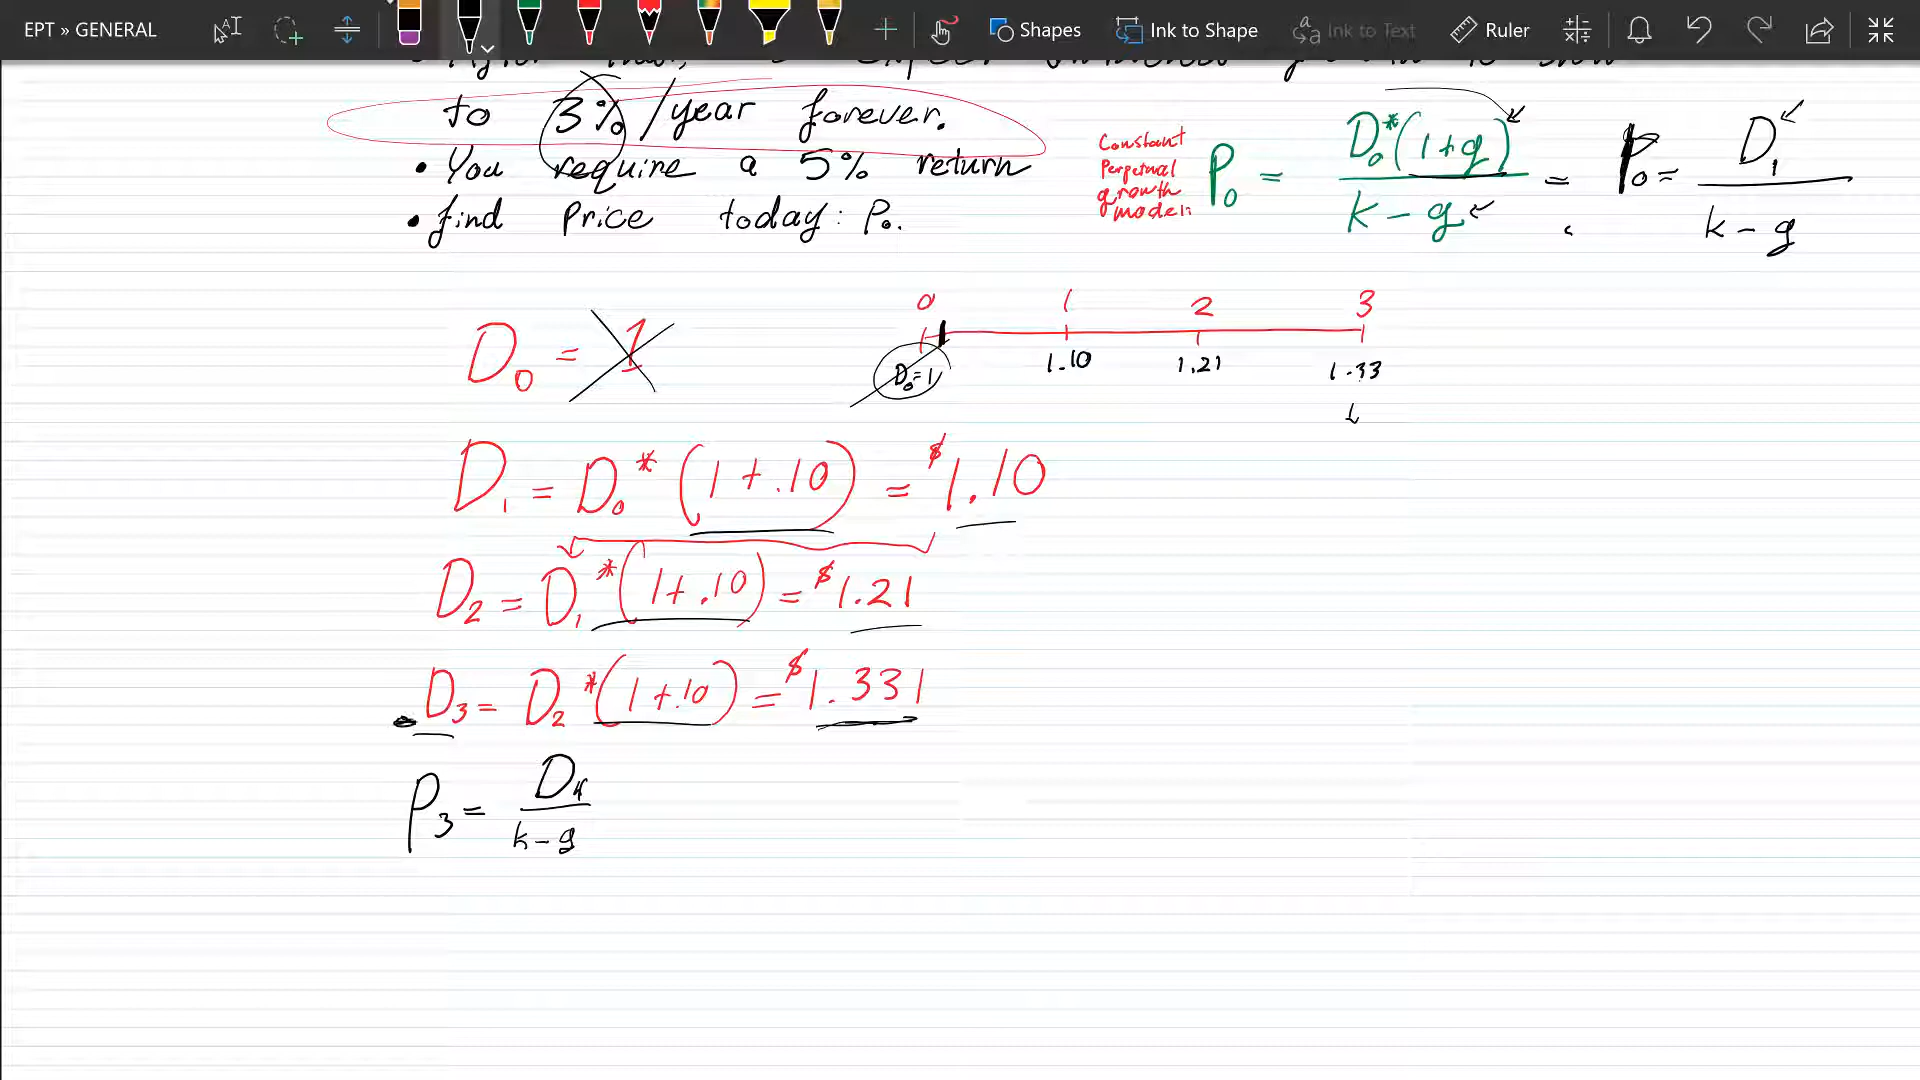 EPT » GENERAL
Shapes
Ink to Shape
Ink to Text
Ruler
to 3%/year forever.
• You require a 5% return
• find Price today: P₀.
Constant
Perpetual
growth
model:
P₀ = D₀*(1+g) / k - g = P₀ = D₁ / k - g
0 1 2 3
D₀=1 1.10 1.21 1.33
D₀ = 1
D₁ = D₀* (1+.10) = $1.10
D₂ = D₁*(1+.10) = $1.21
D₃ = D₂*(1+.10) = $1.331
P₃ = D₄ / k-g